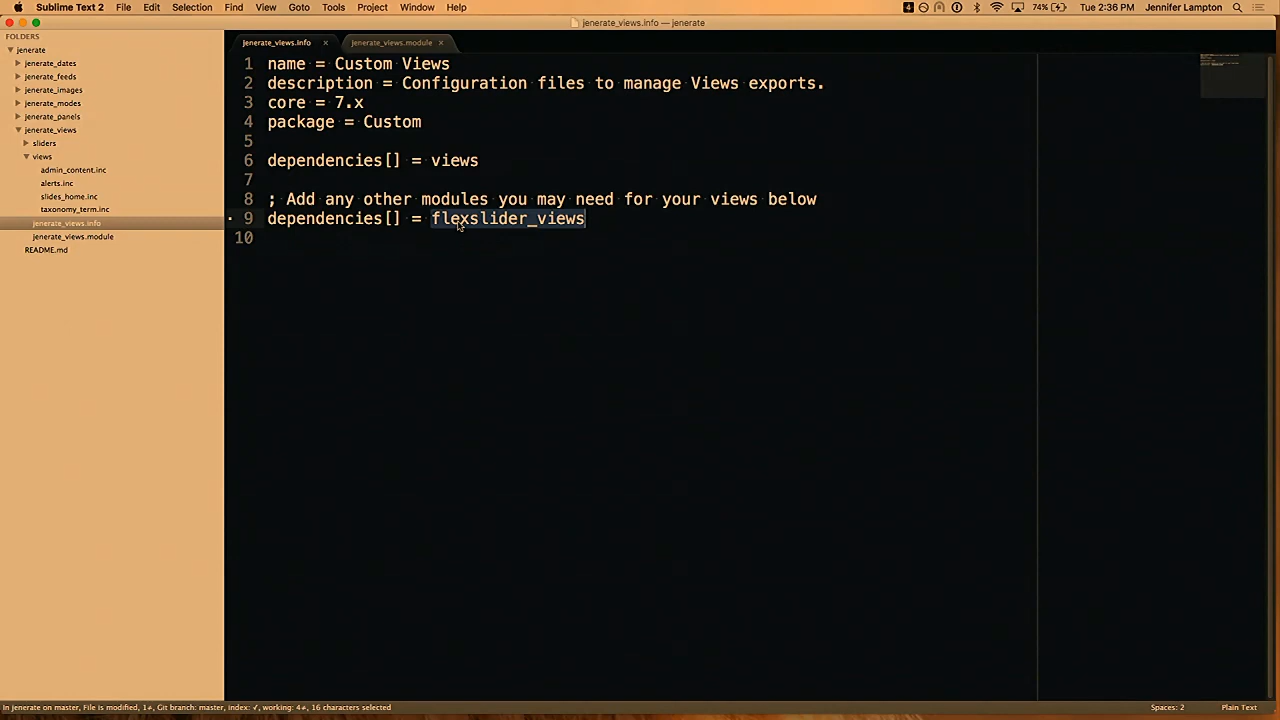 Sublime Text 2 File Edit Selection Find View Goto Tools Project Window Help 4 74% Tue 2:36 PM Jennifer Lampton
jenerate_views.info — jenerate
FOLDERS
jenerate
jenerate_dates
jenerate_feeds
jenerate_images
jenerate_modes
jenerate_panels
jenerate_views
sliders
views
admin_content.inc
alerts.inc
slides_home.inc
taxonomy_term.inc
jenerate_views.info
jenerate_views.module
README.md
jenerate_views.info × jenerate_views.module ×
1 name = Custom Views
2 description = Configuration files to manage Views exports.
3 core = 7.x
4 package = Custom
5
6 dependencies[] = views
7
8 ; Add any other modules you may need for your views below
9 dependencies[] = flexslider_views
10
In jenerate on master, File is modified, 1≠, Git branch: master, index: ✓, working: 4≠, 16 characters selected Spaces: 2 Plain Text